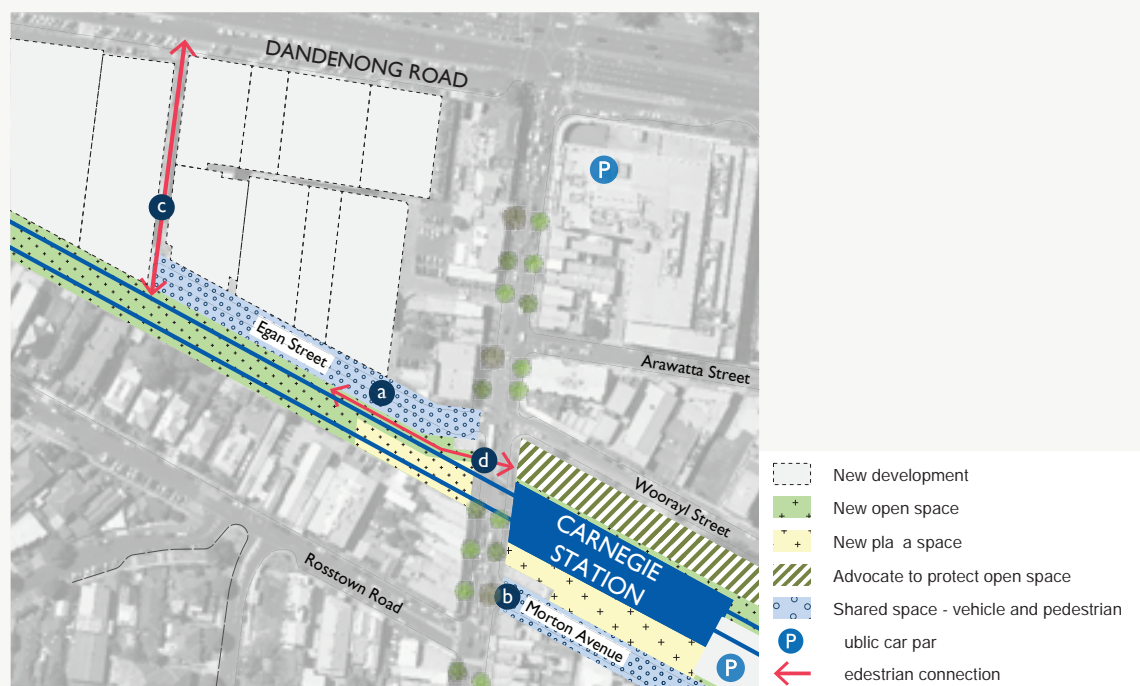 DANDENONG ROAD
P
c
Egan Street
a
Arawatta Street
d
Woorayl Street
CARNEGIE
STATION
Rosstown Road
b
Morton Avenue
P
New development
New open space
New pla a space
Advocate to protect open space
Shared space - vehicle and pedestrian
P
ublic car par
edestrian connection